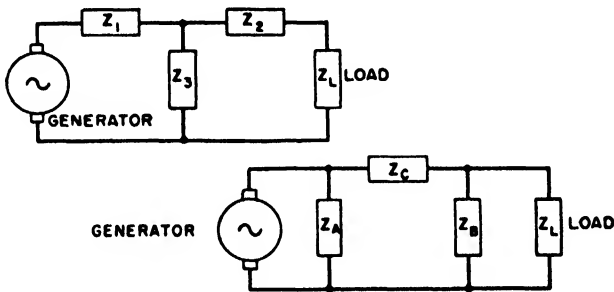 Z1 Z2
Z3 ZL LOAD
GENERATOR
ZC
GENERATOR ZA ZB ZL LOAD